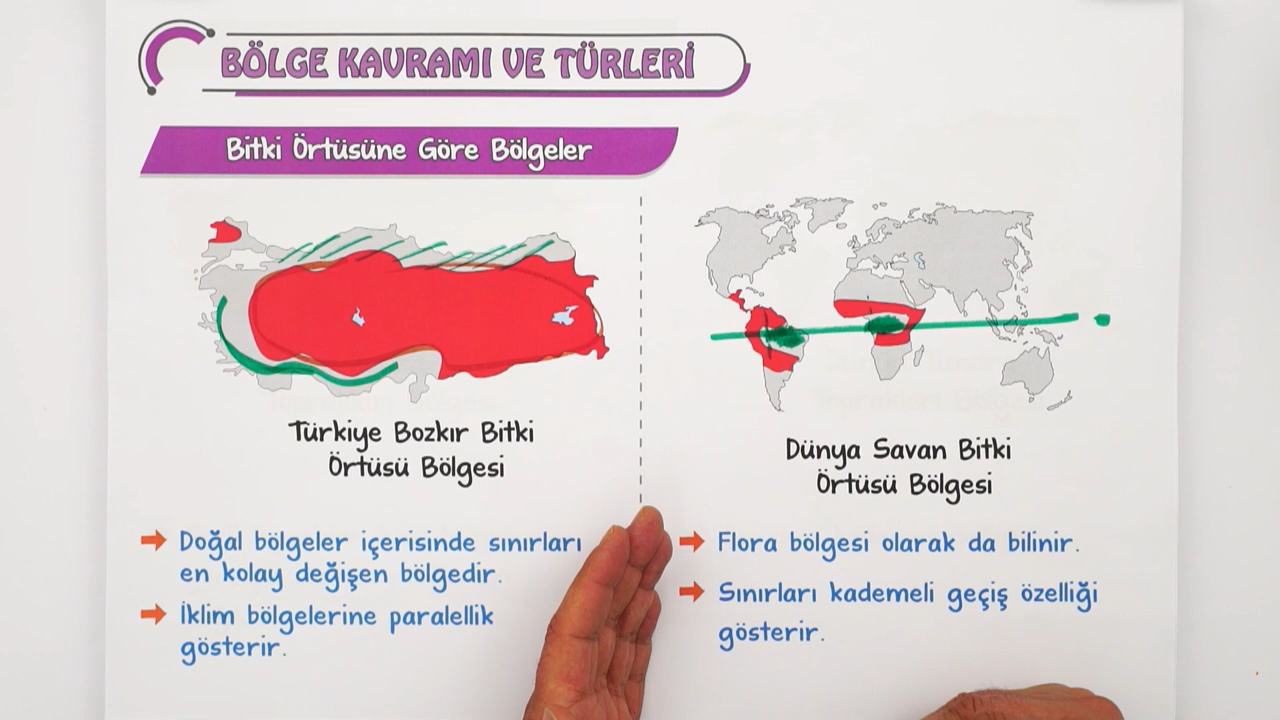 BÖLGE KAVRAMI VE TÜRLERİ
Bitki Örtüsüne Göre Bölgeler
Türkiye Bozkır Bitki
Örtüsü Bölgesi
Doğal bölgeler içerisinde sınırları
en kolay değişen bölgedir.
İklim bölgelerine paralellik
gösterir.
Dünya Savan Bitki
Örtüsü Bölgesi
Flora bölgesi olarak da bilinir.
Sınırları kademeli geçiş özelliği
gösterir.